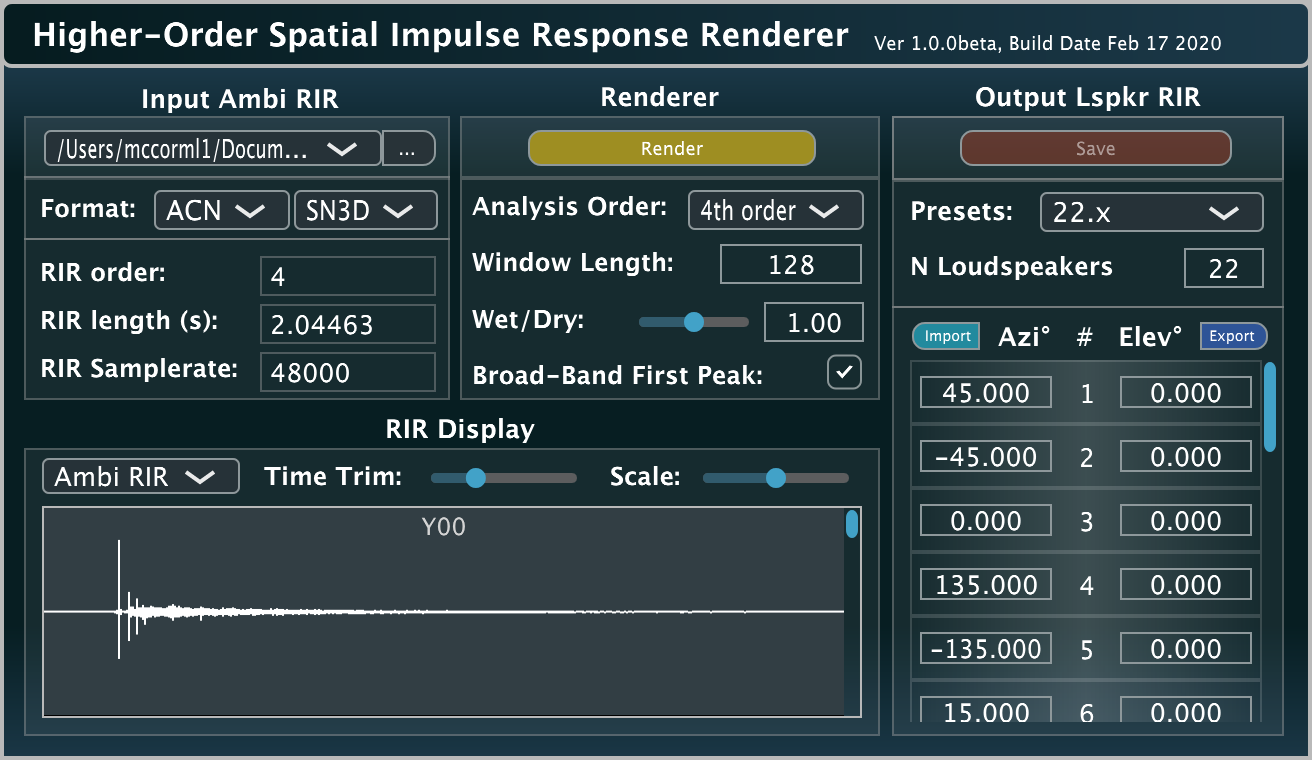 Higher-Order Spatial Impulse Response Renderer Ver 1.0.0beta, Build Date Feb 17 2020
Input Ambi RIR
/Users/mccorml1/Docum... ...
Format: ACN SN3D
RIR order: 4
RIR length (s): 2.04463
RIR Samplerate: 48000
Renderer
Render
Analysis Order: 4th order
Window Length: 128
Wet/Dry: 1.00
Broad-Band First Peak:
Output Lspkr RIR
Save
Presets: 22.x
N Loudspeakers 22
Import Azi° # Elev° Export
45.000 1 0.000
-45.000 2 0.000
0.000 3 0.000
135.000 4 0.000
-135.000 5 0.000
15.000 6 0.000
RIR Display
Ambi RIR Time Trim: Scale:
Y00